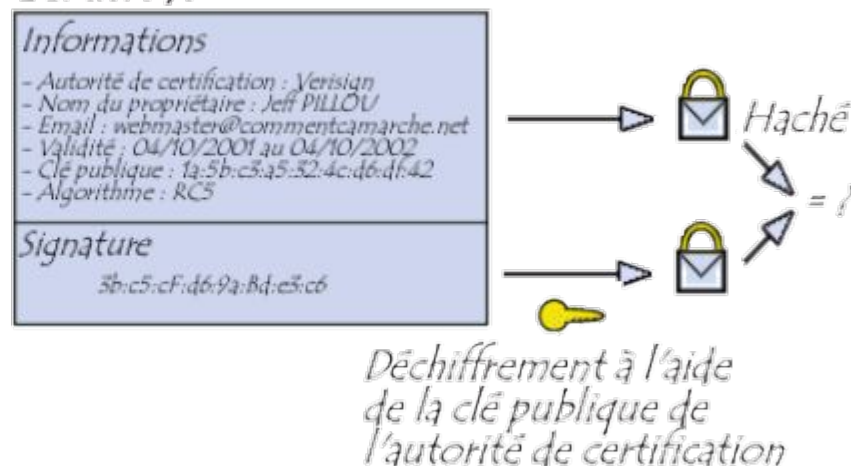 Informations
- Autorité de certification : Verisign
- Nom du propriétaire : Jeff PILLOU
- Email : webmaster@commentcamarche.net
- Validité : 04/10/2001 au 04/10/2002
- Clé publique : 1a:5b:c3:a5:32:4c:d6:df:42
- Algorithme : RC5
Haché
= ?
Signature
3b:c5:cF:d6:9a:Bd:e3:c6
Déchiffrement à l'aide
de la clé publique de
l'autorité de certification